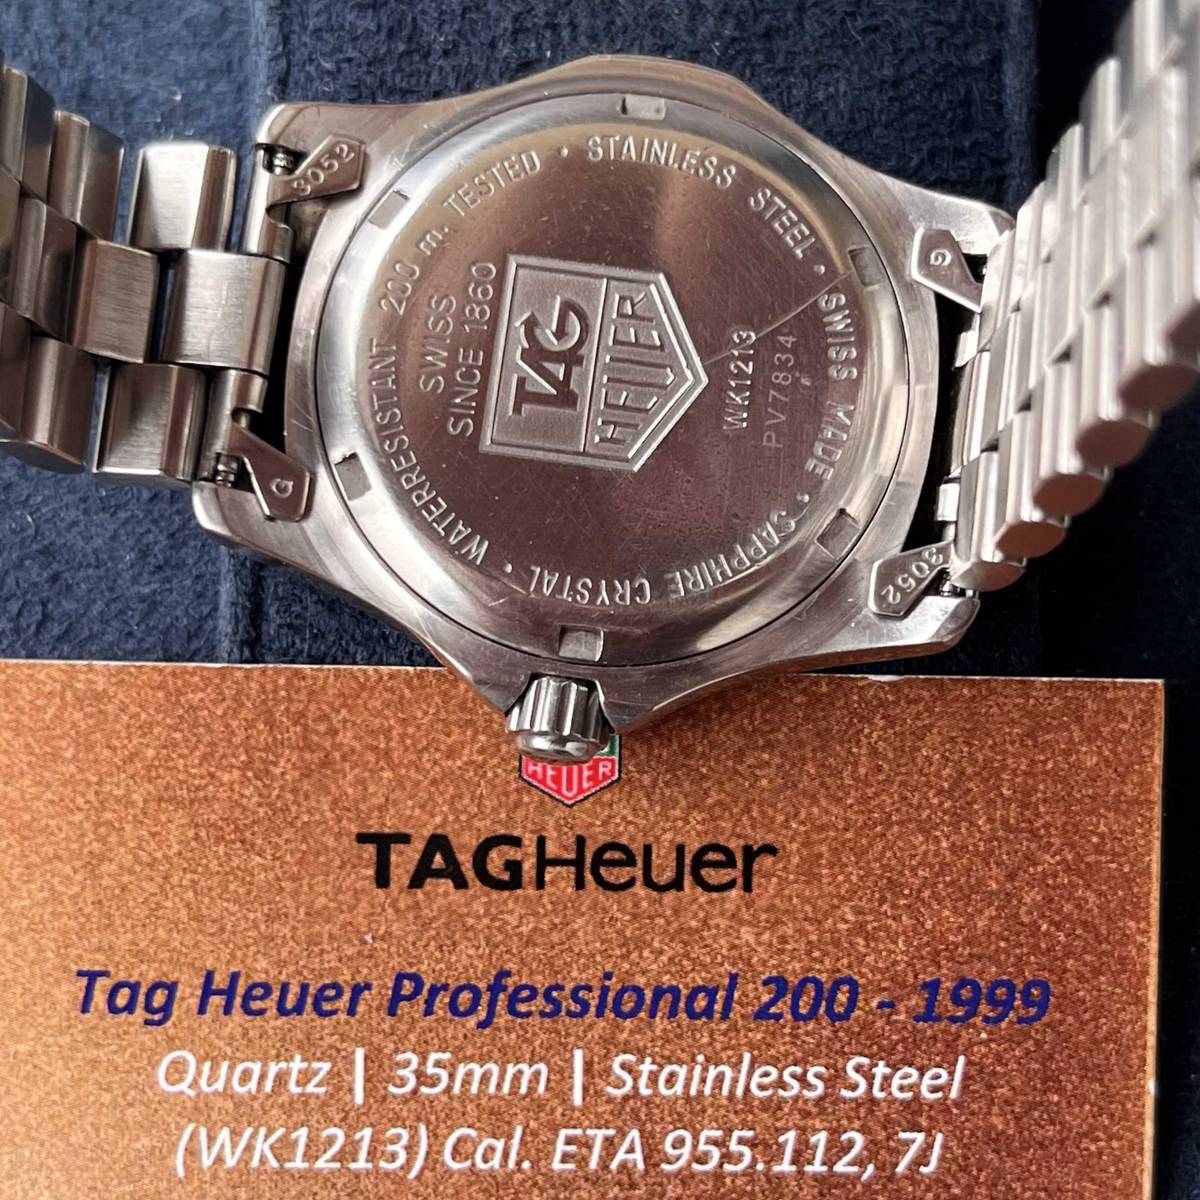 WATERRESISTANT 200 m. TESTED · STAINLESS STEEL · SWISS MADE · SAPPHIRE CRYSTAL ·
SWISS
SINCE 1860
TAG
HEUER
WK1213
PV7834
3052
G
G
3052
HEUER
TAGHeuer
Tag Heuer Professional 200 - 1999
Quartz | 35mm | Stainless Steel
(WK1213) Cal. ETA 955.112, 7J